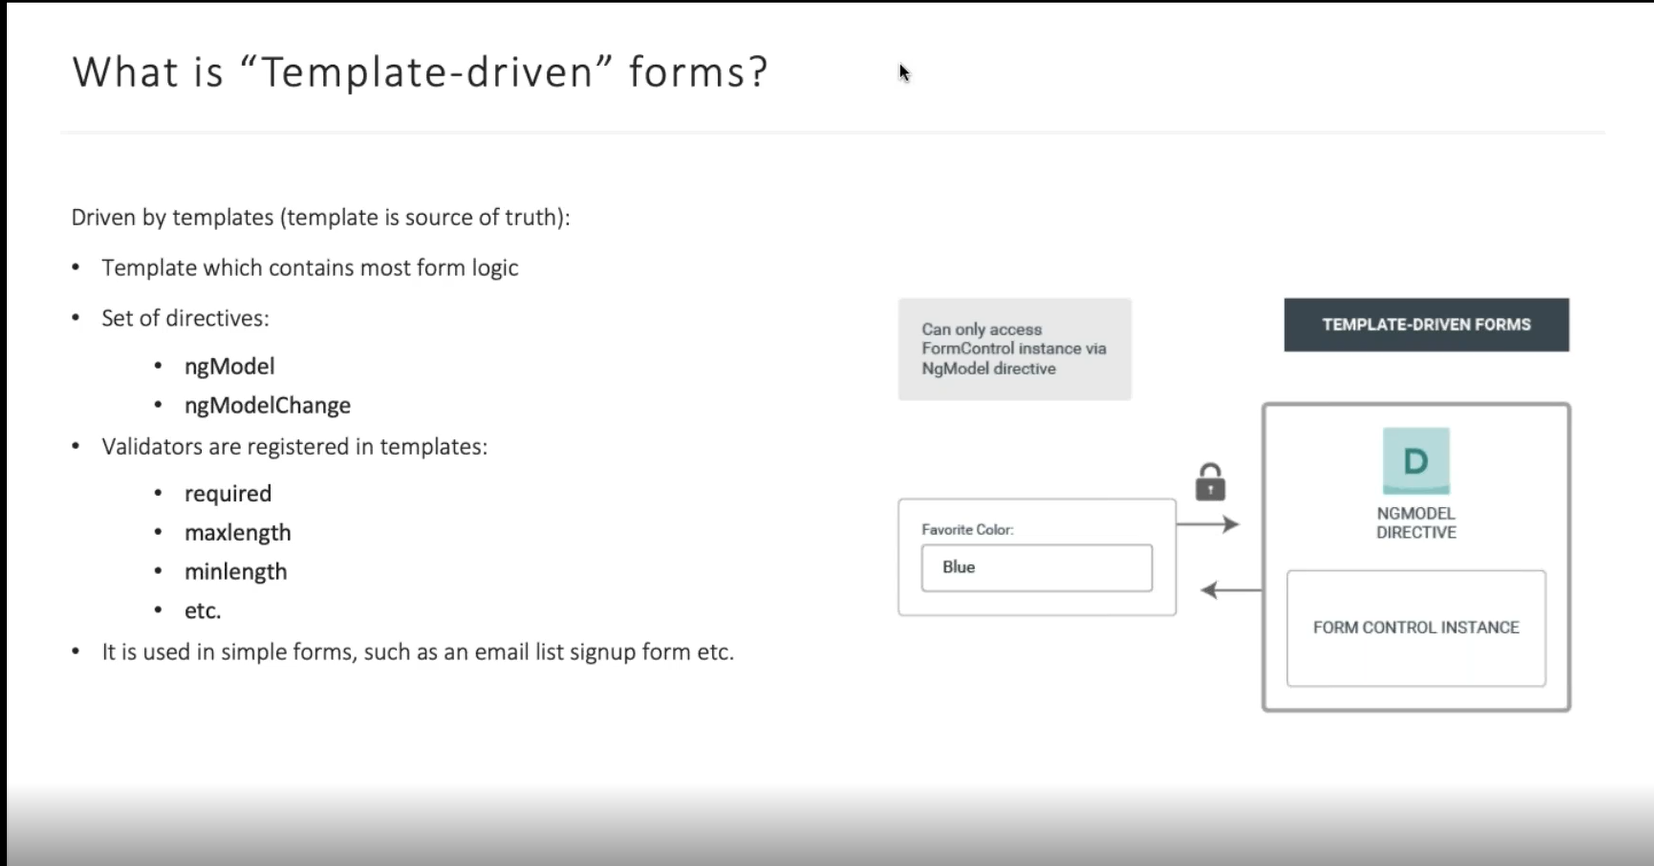 What is “Template-driven” forms?
Driven by templates (template is source of truth):
• Template which contains most form logic
• Set of directives:
• ngModel
• ngModelChange
• Validators are registered in templates:
• required
• maxlength
• minlength
• etc.
• It is used in simple forms, such as an email list signup form etc.
Can only access
FormControl instance via
NgModel directive
TEMPLATE-DRIVEN FORMS
D
NGMODEL
DIRECTIVE
Favorite Color:
Blue
FORM CONTROL INSTANCE